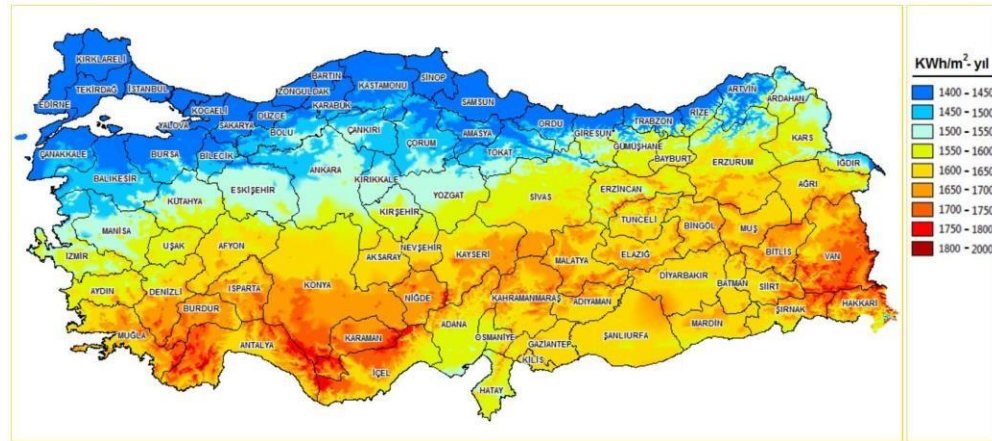 KWh/m²- yıl
1400 - 1450
1450 - 1500
1500 - 1550
1550 - 1600
1600 - 1650
1650 - 1700
1700 - 1750
1750 - 1800
1800 - 2000
KIRKLARELİ
TEKİRDAĞ
İSTANBUL
EDİRNE
KOCAELİ
YALOVA
SAKARYA
DÜZCE
ZONGULDAK
BARTIN
KARABÜK
KASTAMONU
SİNOP
SAMSUN
BOLU
ÇANKIRI
ÇORUM
AMASYA
TOKAT
ORDU
GİRESUN
TRABZON
RİZE
ARTVİN
ARDAHAN
KARS
GÜMÜŞHANE
BAYBURT
ERZURUM
IĞDIR
AĞRI
ÇANAKKALE
BALIKESİR
BURSA
BİLECİK
ESKİŞEHİR
KÜTAHYA
ANKARA
KIRIKKALE
KIRŞEHİR
YOZGAT
SİVAS
ERZİNCAN
TUNCELİ
BİNGÖL
MUŞ
BİTLİS
VAN
MANİSA
İZMİR
UŞAK
AFYON
AKSARAY
NEVŞEHİR
KAYSERİ
MALATYA
ELAZIĞ
DİYARBAKIR
BATMAN
SİİRT
ŞIRNAK
HAKKARİ
AYDIN
DENİZLİ
ISPARTA
BURDUR
KONYA
NİĞDE
KAHRAMANMARAŞ
ADIYAMAN
MARDİN
ŞANLIURFA
MUĞLA
ANTALYA
KARAMAN
İÇEL
ADANA
OSMANİYE
GAZİANTEP
KİLİS
HATAY